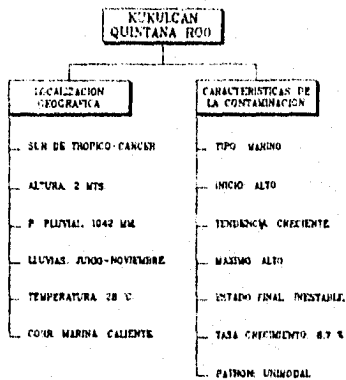 KUKULCAN
QUINTANA ROO
LOCALIZACION
GEOGRAFICA
SUR DE TROPICO-CANCER
ALTURA: 2 MTS
P PLUVIAL: 1042 MM
LLUVIAS: JUNIO-NOVIEMBRE
TEMPERATURA: 28 °C
CORR MARINA CALIENTE
CARACTERISTICAS DE
LA CONTAMINACION
TIPO MARINO
INICIO ALTO
TENDENCIA CRECIENTE
MAXIMO ALTO
ESTADO FINAL INESTABLE
TASA CRECIMIENTO: 6.7 %
PATRON: UNIMODAL